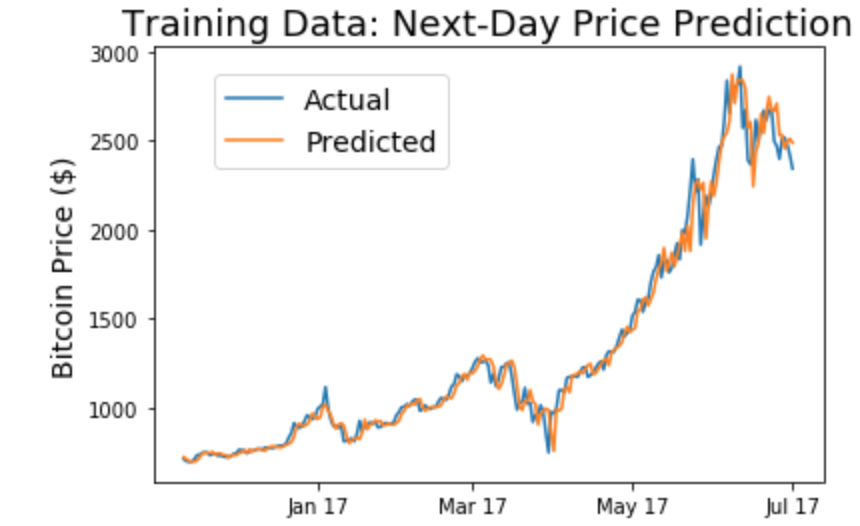 Training Data: Next-Day Price Prediction
Actual
Predicted
Bitcoin Price ($)
3000
2500
2000
1500
1000
Jan 17
Mar 17
May 17
Jul 17